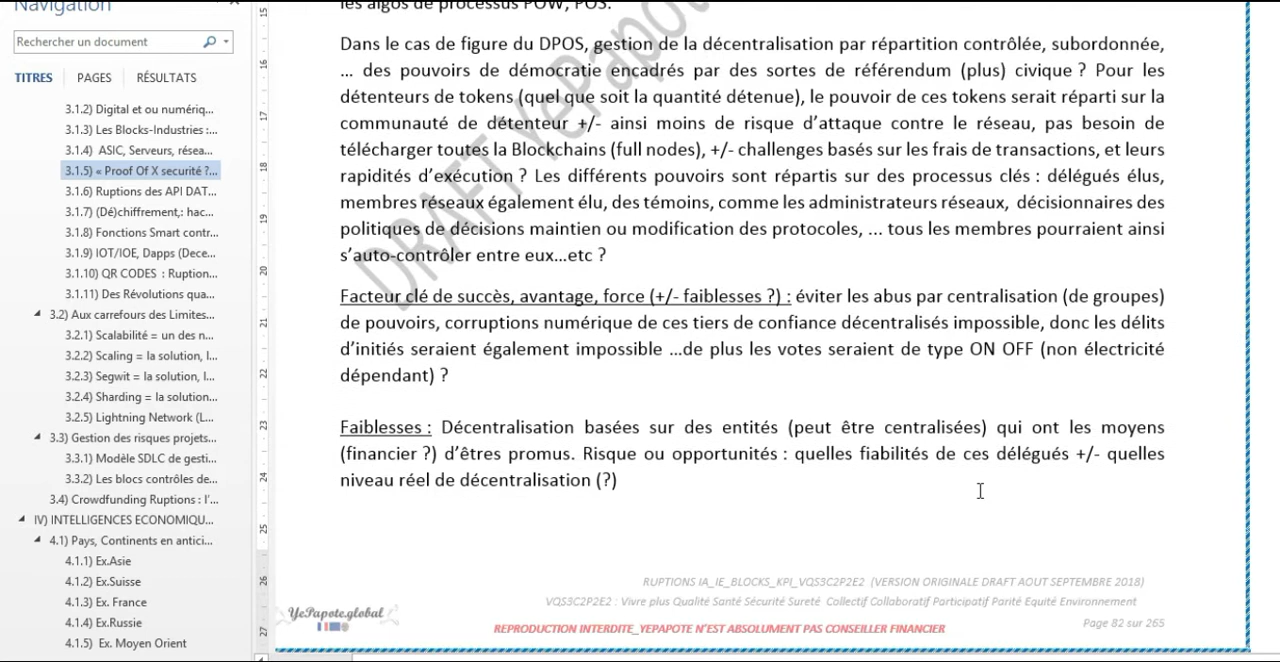 Navigation
Rechercher un document
TITRES PAGES RÉSULTATS
3.1.2) Digital et ou numériq...
3.1.3) Les Blocks-Industries :...
3.1.4) ASIC, Serveurs, résea...
3.1.5) « Proof Of X securité ?...
3.1.6) Ruptions des API DAT...
3.1.7) (Dé)chiffrement,: hac...
3.1.8) Fonctions Smart contr...
3.1.9) IOT/IOE, Dapps (Dece...
3.1.10) QR CODES : Ruption...
3.1.11) Des Révolutions qua...
3.2) Aux carrefours des Limites...
3.2.1) Scalabilité = un des n...
3.2.2) Scaling = la solution, l...
3.2.3) Segwit = la solution, l...
3.2.4) Sharding = la solution...
3.2.5) Lightning Network (L...
3.3) Gestion des risques projets...
3.3.1) Modèle SDLC de gesti...
3.3.2) Les blocs contrôles de...
3.4) Crowdfunding Ruptions : l'...
IV) INTELLIGENCES ECONOMIQU...
4.1) Pays, Continents en antici...
4.1.1) Ex.Asie
4.1.2) Ex.Suisse
4.1.3) Ex. France
4.1.4) Ex.Russie
4.1.5) Ex. Moyen Orient
15
16
17
18
19
20
21
22
23
24
25
26
27
les algos de processus POW, POS.
Dans le cas de figure du DPOS, gestion de la décentralisation par répartition contrôlée, subordonnée,
... des pouvoirs de démocratie encadrés par des sortes de référendum (plus) civique ? Pour les
détenteurs de tokens (quel que soit la quantité détenue), le pouvoir de ces tokens serait réparti sur la
communauté de détenteur +/- ainsi moins de risque d'attaque contre le réseau, pas besoin de
télécharger toutes la Blockchains (full nodes), +/- challenges basés sur les frais de transactions, et leurs
rapidités d'exécution ? Les différents pouvoirs sont répartis sur des processus clés : délégués élus,
membres réseaux également élu, des témoins, comme les administrateurs réseaux, décisionnaires des
politiques de décisions maintien ou modification des protocoles, ... tous les membres pourraient ainsi
s'auto-contrôler entre eux...etc ?
Facteur clé de succès, avantage, force (+/- faiblesses ?) : éviter les abus par centralisation (de groupes)
de pouvoirs, corruptions numérique de ces tiers de confiance décentralisés impossible, donc les délits
d'initiés seraient également impossible ...de plus les votes seraient de type ON OFF (non électricité
dépendant) ?
Faiblesses : Décentralisation basées sur des entités (peut être centralisées) qui ont les moyens
(financier ?) d'êtres promus. Risque ou opportunités : quelles fiabilités de ces délégués +/- quelles
niveau réel de décentralisation (?)
DRAFT YePapote
RUPTIONS IA_IE_BLOCKS_KPI_VQS3C2P2E2 (VERSION ORIGINALE DRAFT AOUT SEPTEMBRE 2018)
VQS3C2P2E2 : Vivre plus Qualité Santé Sécurité Sureté Collectif Collaboratif Participatif Parité Equité Environnement
YePapote.global
REPRODUCTION INTERDITE_YEPAPOTE N'EST ABSOLUMENT PAS CONSEILLER FINANCIER
Page 82 sur 265